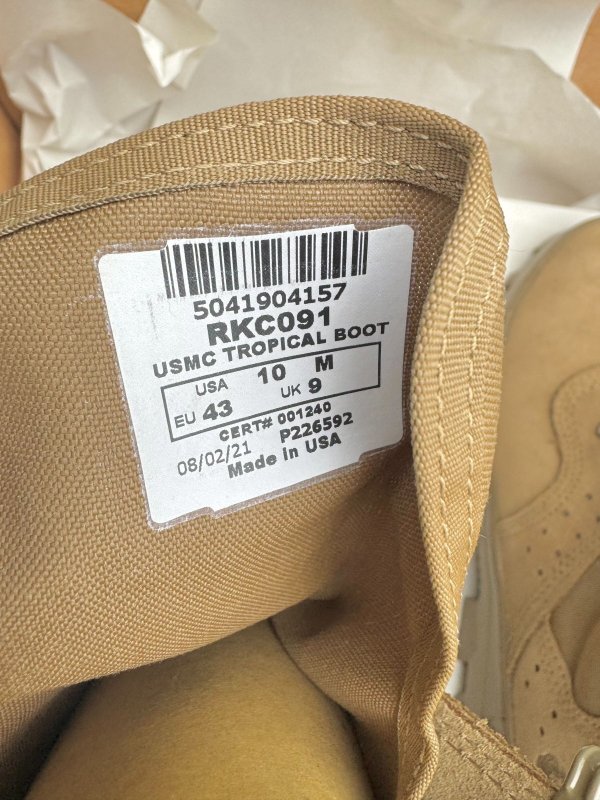 5041904157
RKC091
USMC TROPICAL BOOT
USA 10 M
EU 43 UK 9
CERT# 001240
08/02/21 P226592
Made in USA